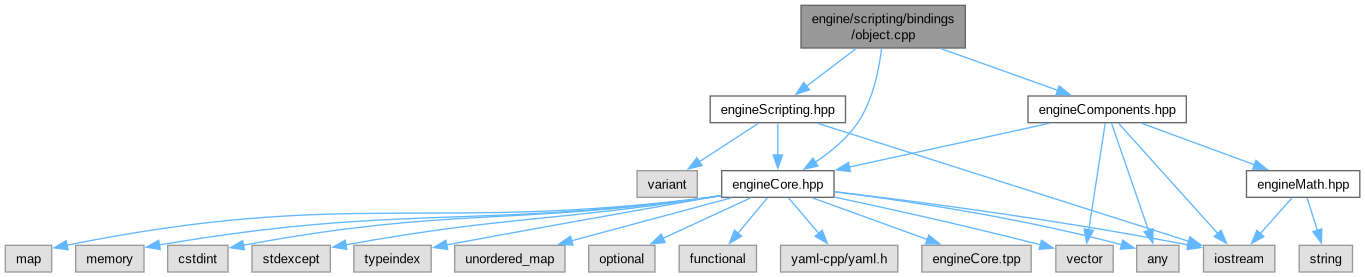 engine/scripting/bindings
/object.cpp
engineScripting.hpp
engineComponents.hpp
variant
engineCore.hpp
engineMath.hpp
map
memory
cstdint
stdexcept
typeindex
unordered_map
optional
functional
yaml-cpp/yaml.h
engineCore.tpp
vector
any
iostream
string